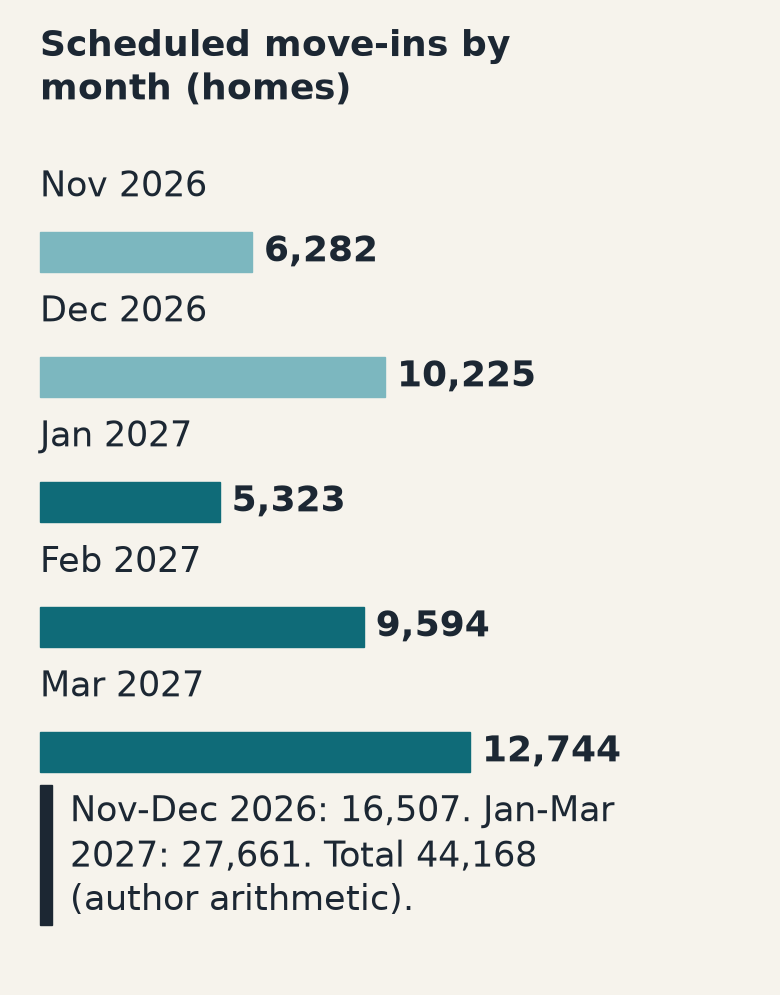 Scheduled move-ins by
month (homes)
Nov 2026
6,282
Dec 2026
10,225
Jan 2027
5,323
Feb 2027
9,594
Mar 2027
12,744
Nov-Dec 2026: 16,507. Jan-Mar
2027: 27,661. Total 44,168
(author arithmetic).